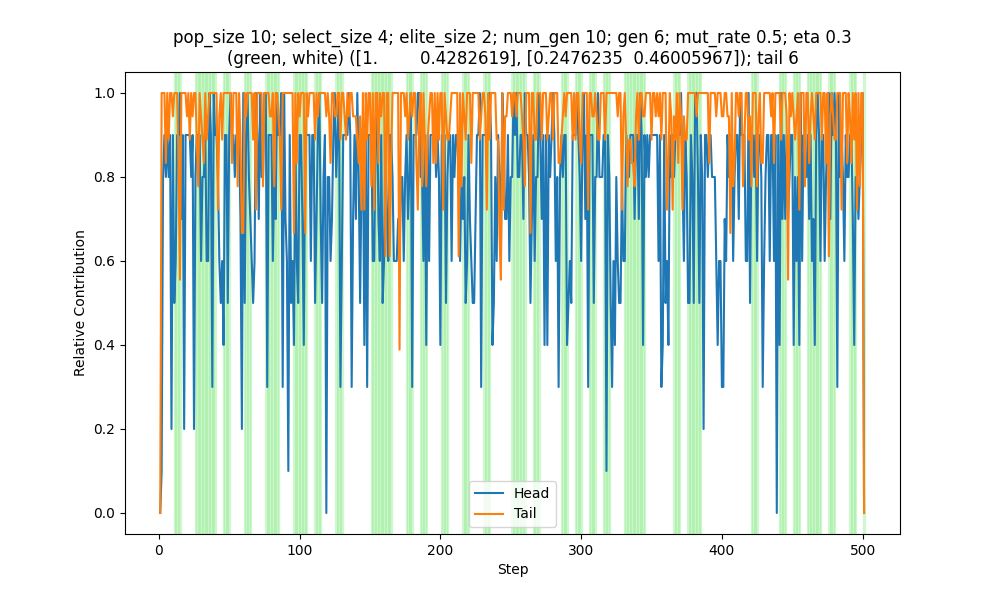 pop_size 10; select_size 4; elite_size 2; num_gen 10; gen 6; mut_rate 0.5; eta 0.3
(green, white) ([1. 0.4282619], [0.2476235 0.46005967]); tail 6
1.0
0.8
0.6
0.4
0.2
0.0
Relative Contribution
Head
Tail
0 100 200 300 400 500
Step